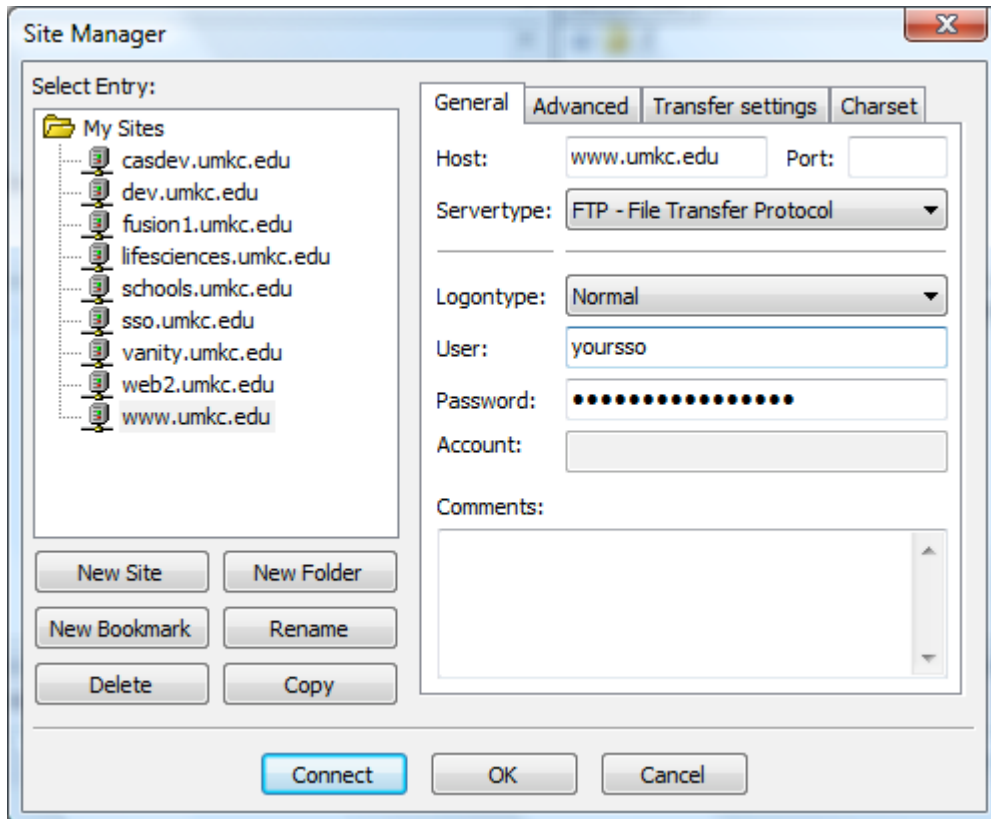 Site Manager
Select Entry:
My Sites
casdev.umkc.edu
dev.umkc.edu
fusion1.umkc.edu
lifesciences.umkc.edu
schools.umkc.edu
sso.umkc.edu
vanity.umkc.edu
web2.umkc.edu
www.umkc.edu
New Site New Folder
New Bookmark Rename
Delete Copy
General Advanced Transfer settings Charset
Host: www.umkc.edu Port:
Servertype: FTP - File Transfer Protocol
Logontype: Normal
User: yoursso
Password: ••••••••••••••••
Account:
Comments:
Connect OK Cancel